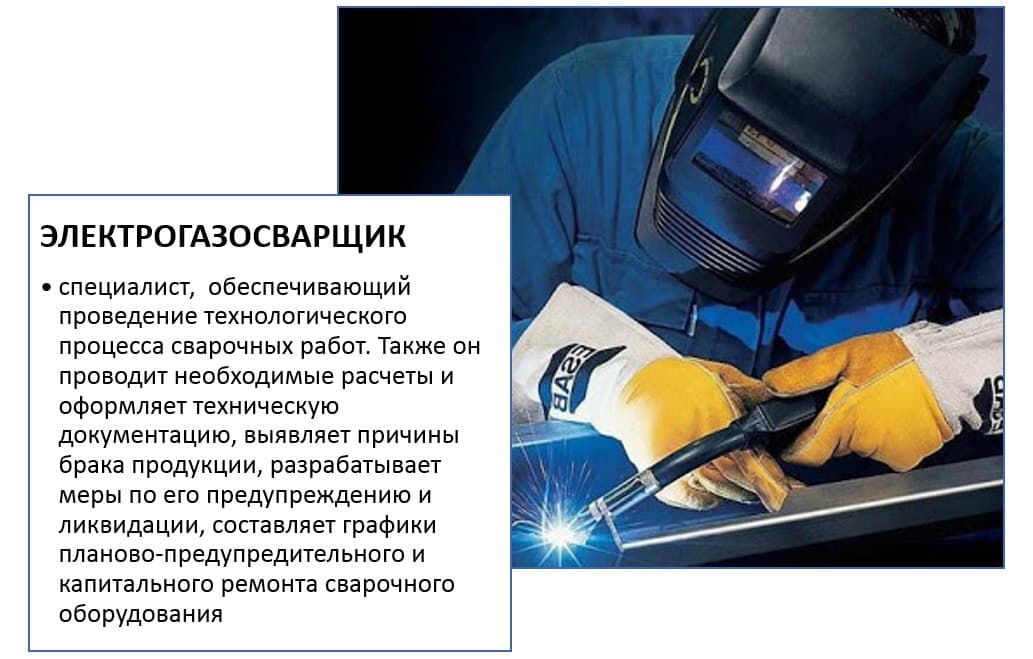 ЭЛЕКТРОГАЗОСВАРЩИК
• специалист,  обеспечивающий
проведение технологического
процесса сварочных работ. Также он
проводит необходимые расчеты и
оформляет техническую
документацию, выявляет причины
брака продукции, разрабатывает
меры по его предупреждению и
ликвидации, составляет графики
планово-предупредительного и
капитального ремонта сварочного
оборудования
ESAB